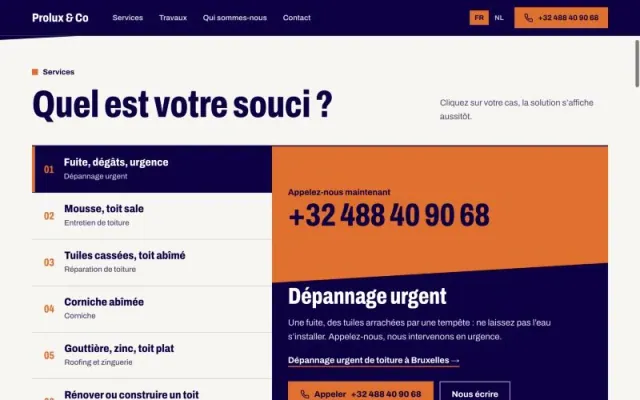 Prolux & Co
Services
Travaux
Qui sommes-nous
Contact
FR
NL
+32 488 40 90 68
Services
Quel est votre souci ?
Cliquez sur votre cas, la solution s'affiche
aussitôt.
01
Fuite, dégâts, urgence
Dépannage urgent
02
Mousse, toit sale
Entretien de toiture
03
Tuiles cassées, toit abîmé
Réparation de toiture
04
Corniche abîmée
Corniche
05
Gouttière, zinc, toit plat
Roofing et zinguerie
Rénover ou construire un toit
Appelez-nous maintenant
+32 488 40 90 68
Dépannage urgent
Une fuite, des tuiles arrachées par une tempête : ne laissez pas l'eau
s'installer. Appelez-nous, nous intervenons en urgence.
Dépannage urgent de toiture à Bruxelles →
Appeler +32 488 40 90 68
Nous écrire